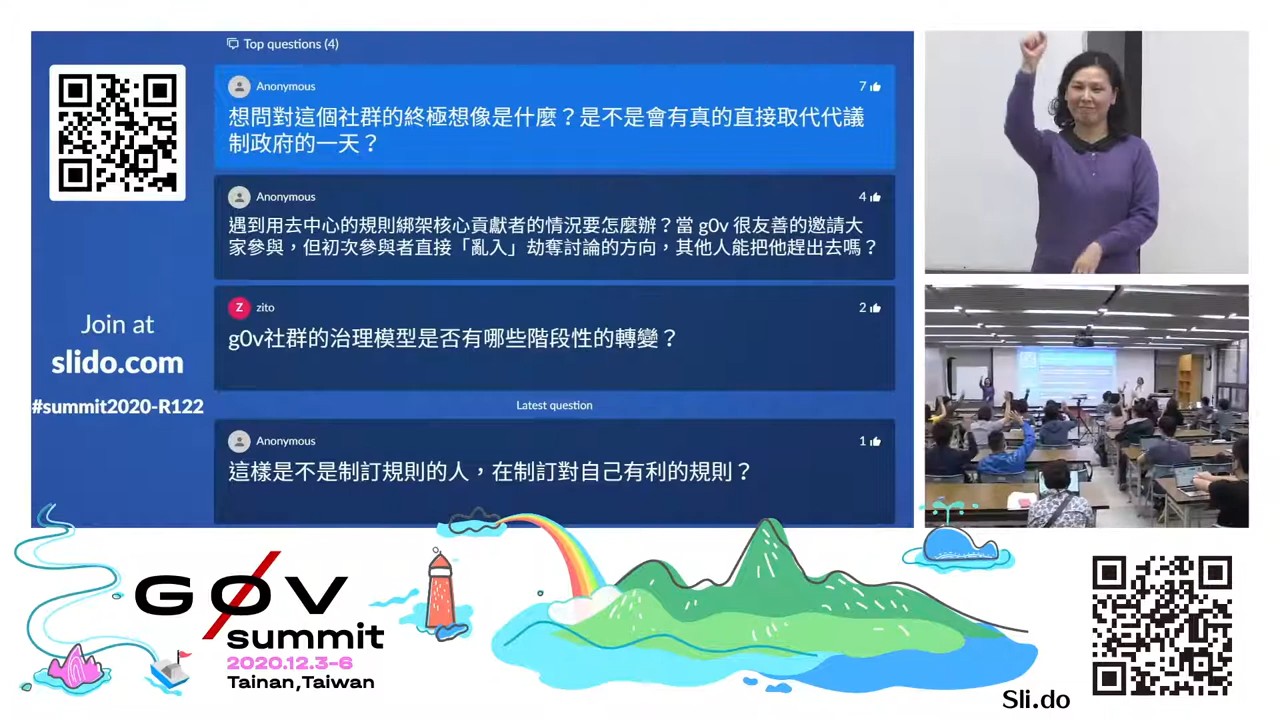 Top questions (4)
Anonymous
7
想問對這個社群的終極想像是什麼？是不是會有真的直接取代代議
制政府的一天？
Anonymous
4
遇到用去中心的規則綁架核心貢獻者的情況要怎麼辦？當 g0v 很友善的邀請大
家參與，但初次參與者直接「亂入」劫奪討論的方向，其他人能把他趕出去嗎？
Z
zito
2
g0v社群的治理模型是否有哪些階段性的轉變？
Latest question
Anonymous
1
這樣是不是制訂規則的人，在制訂對自己有利的規則？
Join at
slido.com
#summit2020-R122
G0V
summit
2020.12.3-6
Tainan,Taiwan
Sli.do